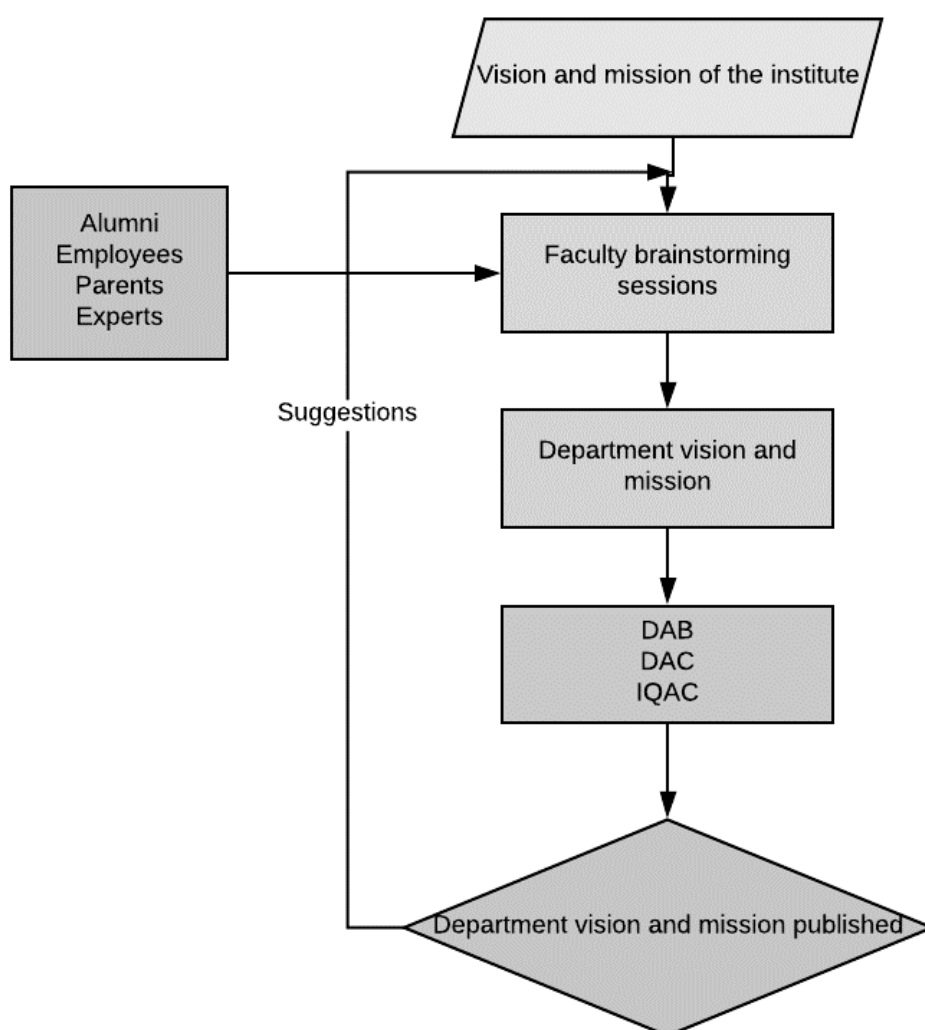 Vision and mission of the institute
Alumni
Employees
Parents
Experts
Faculty brainstorming
sessions
Suggestions
Department vision and
mission
DAB
DAC
IQAC
Department vision and mission published